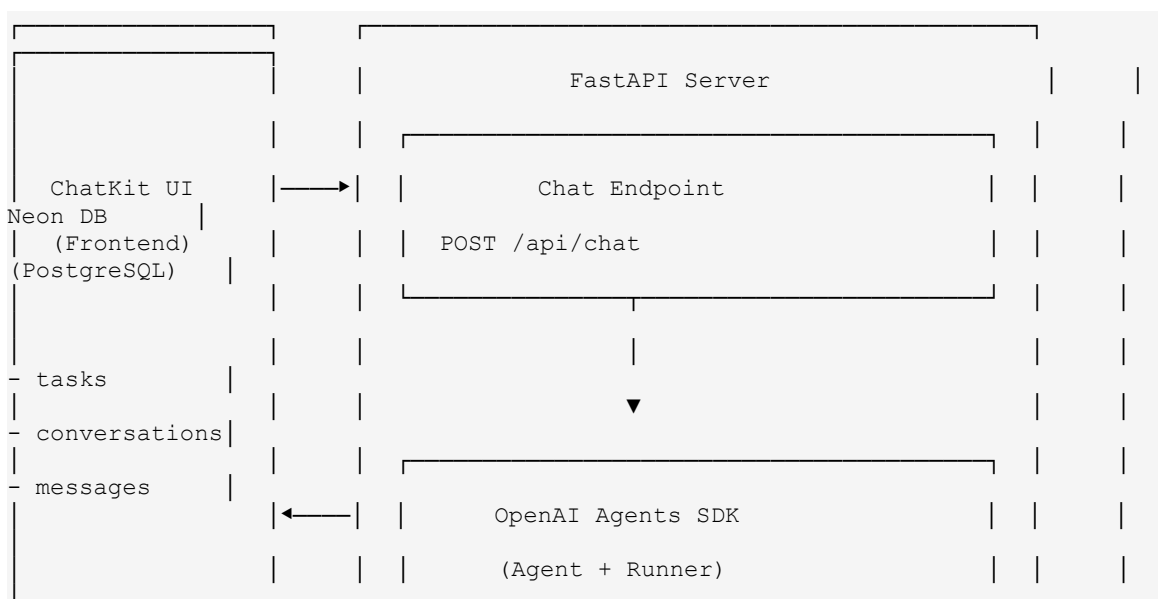 FastAPI Server
ChatKit UI Chat Endpoint
Neon DB
(Frontend) POST /api/chat
(PostgreSQL)
- tasks
- conversations
- messages
OpenAI Agents SDK
(Agent + Runner)